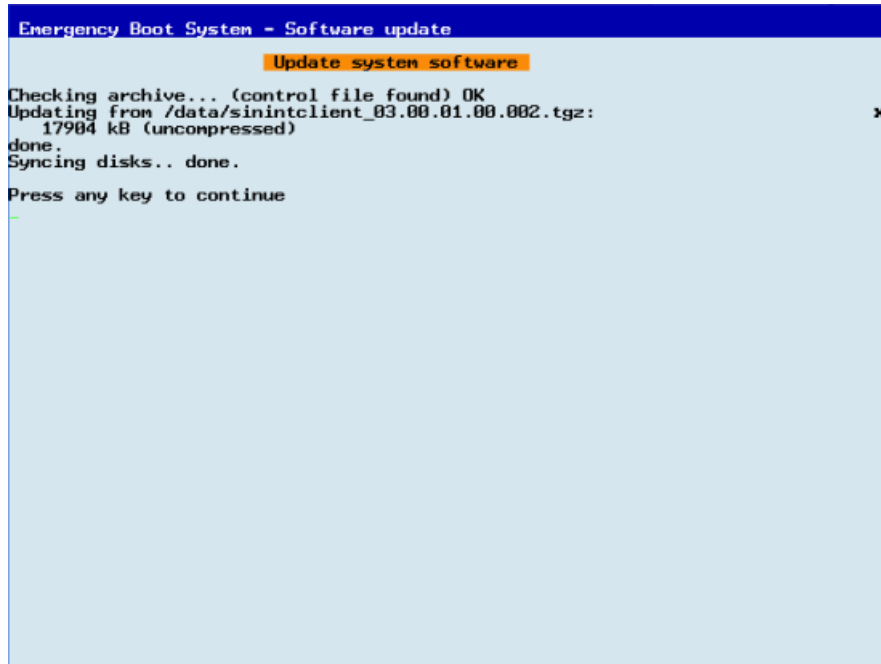 Emergency Boot System - Software update
Update system software
Checking archive... (control file found) OK
Updating from /data/sinintclient_03.00.01.00.002.tgz:
17904 kB (uncompressed)
done.
Syncing disks.. done.
Press any key to continue